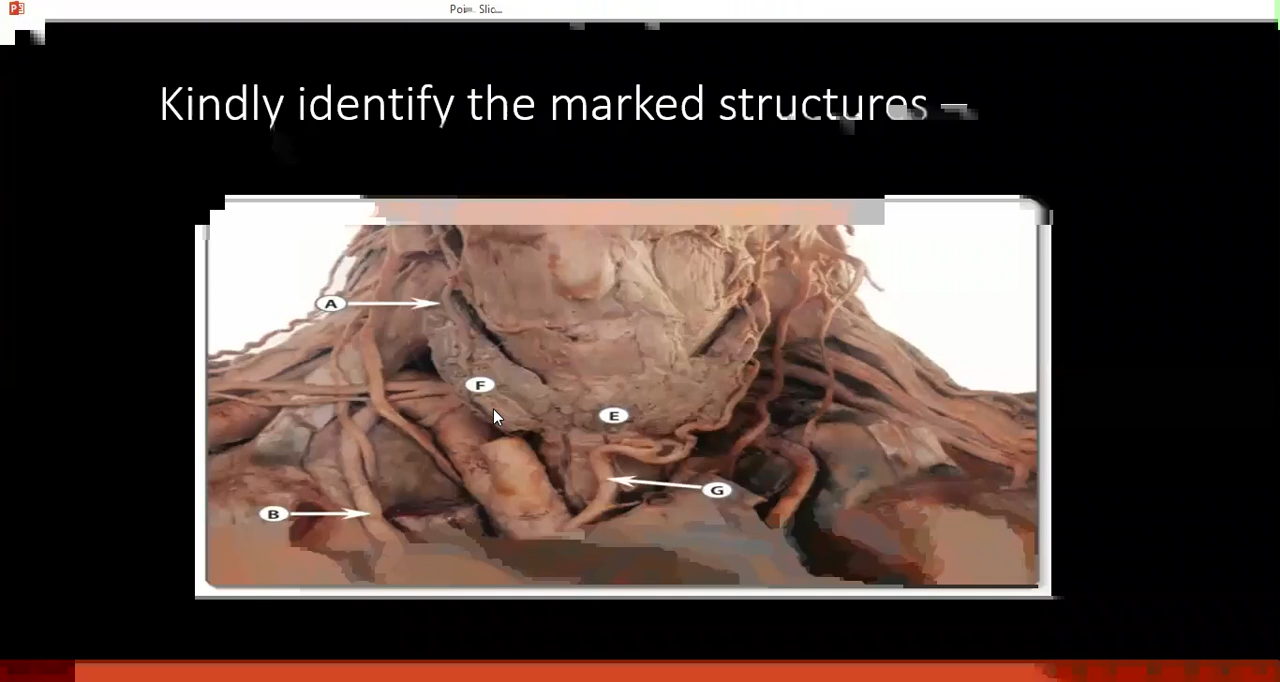 Kindly identify the marked structures –
A
F
E
G
B